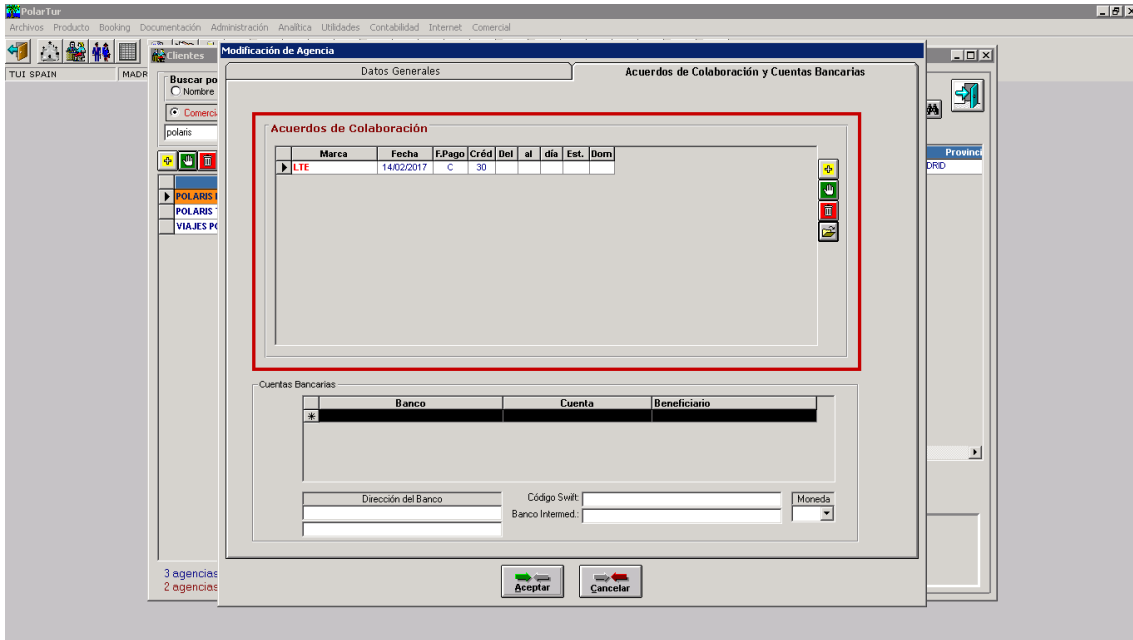 PolarTur
Archivos Producto Booking Documentación Administración Analítica Utilidades Contabilidad Internet Comercial
TUI SPAIN MADR
Clientes
Buscar po
Nombre
Comerci
polaris
POLARIS
POLARIS
VIAJES PO
3 agencias
2 agencias
Provinci
DRID
Modificación de Agencia
Datos Generales Acuerdos de Colaboración y Cuentas Bancarias
Acuerdos de Colaboración
Marca Fecha F.Pago Créd Del al día Est. Dom
LTE 14/02/2017 C 30
Cuentas Bancarias
Banco Cuenta Beneficiario
Dirección del Banco Código Swift: Moneda
Banco Intermed.:
Aceptar Cancelar